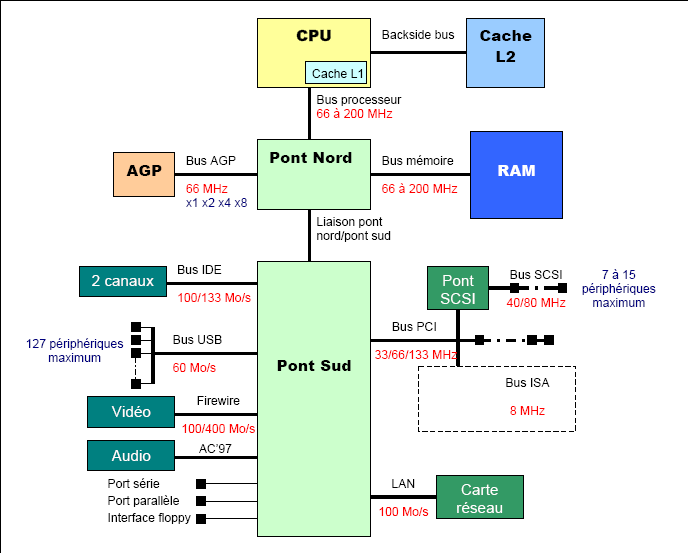 CPU
Cache L1
Backside bus
Cache
L2
Bus processeur
66 à 200 MHz
AGP
Bus AGP
66 MHz
x1 x2 x4 x8
Pont Nord
Bus mémoire
66 à 200 MHz
RAM
Liaison pont
nord/pont sud
2 canaux
Bus IDE
100/133 Mo/s
127 périphériques
maximum
Bus USB
60 Mo/s
Pont Sud
Vidéo
Firewire
100/400 Mo/s
Audio
AC'97
Port série
Port parallèle
Interface floppy
Pont
SCSI
Bus SCSI
40/80 MHz
7 à 15
périphériques
maximum
Bus PCI
33/66/133 MHz
Bus ISA
8 MHz
LAN
100 Mo/s
Carte
réseau